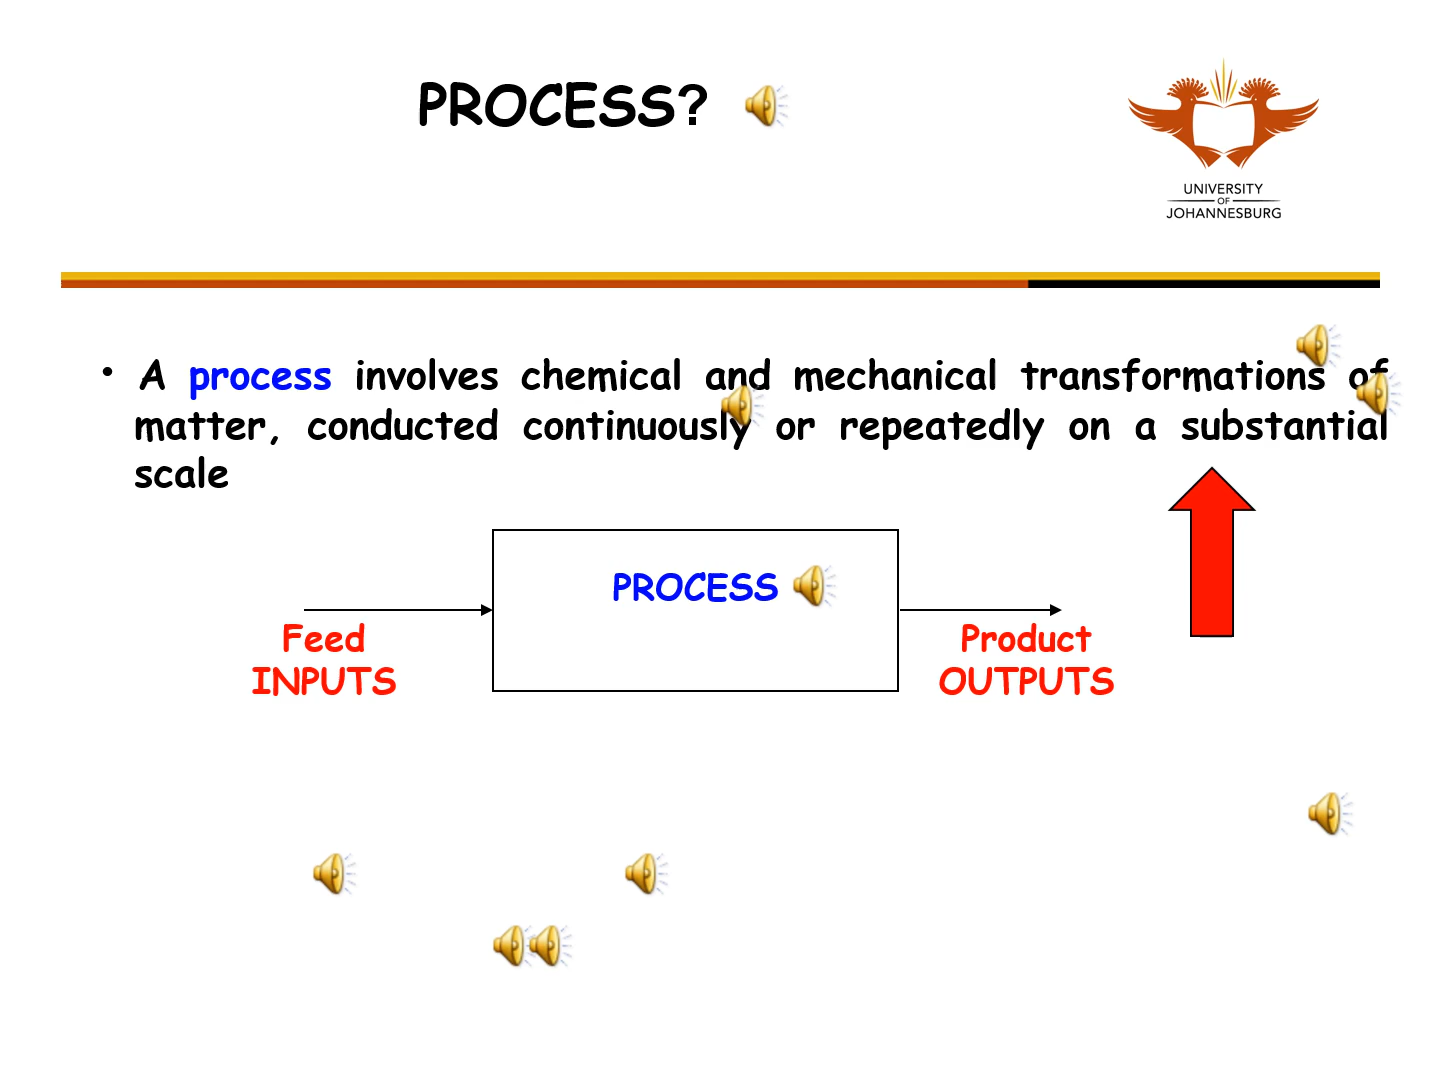 PROCESS?
UNIVERSITY
OF
JOHANNESBURG
• A process involves chemical and mechanical transformations of
matter, conducted continuously or repeatedly on a substantial
scale
PROCESS
Feed
INPUTS
Product
OUTPUTS